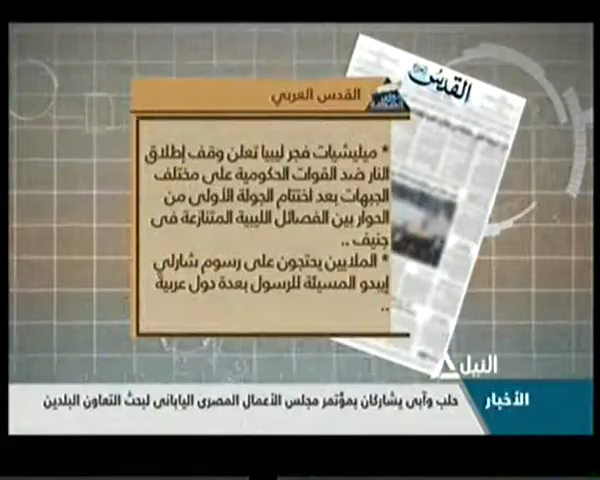 القدس
القدس العربي
* ميليشيات فجر ليبيا تعلن وقف إطلاق
النار ضد القوات الحكومية على مختلف
الجبهات بعد اختتام الجولة الأولى من
الحوار بين الفصائل الليبية المتنازعة فى
جنيف ..
* الملايين يحتجون على رسوم شارلي
إيبدو المسيئة للرسول بعدة دول عربية
..
النيل
الأخبار
حلب وآبى يشاركان بمؤتمر مجلس الأعمال المصرى اليابانى لبحث التعاون البلدين